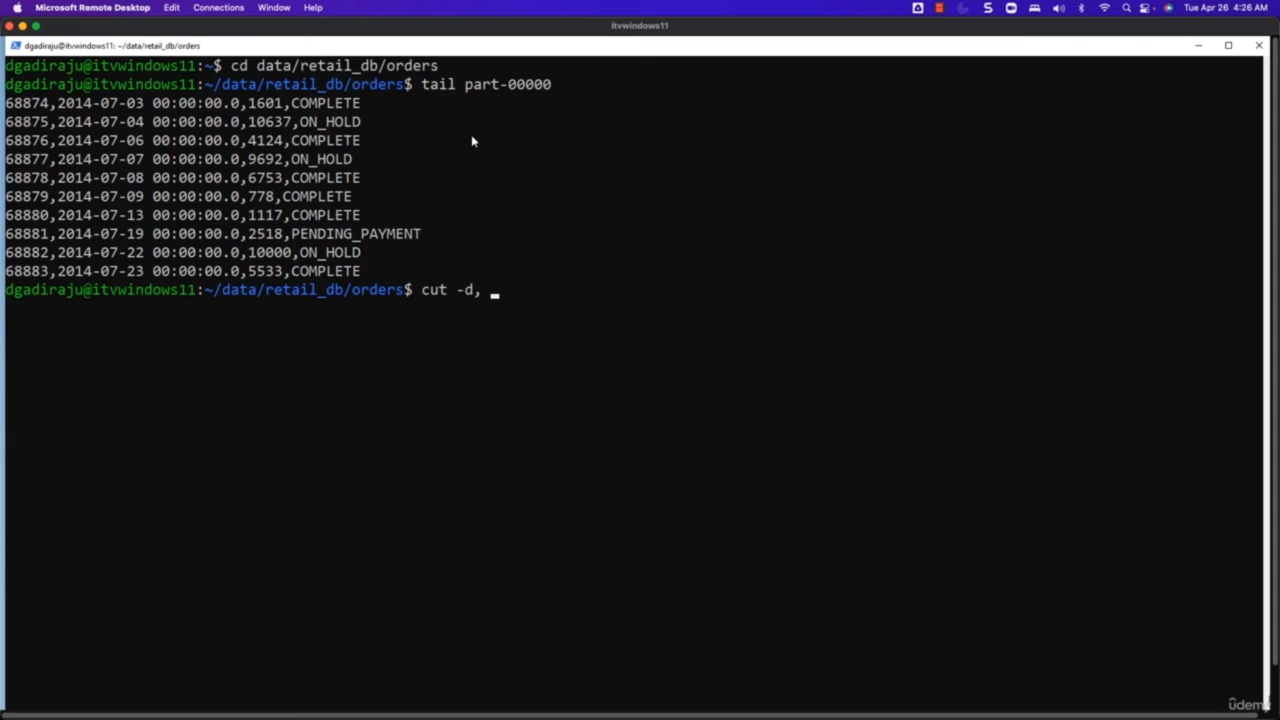 Microsoft Remote Desktop Edit Connections Window Help Tue Apr 26 4:26 AM
itvwindows11
dgadiraju@itvwindows11: ~/data/retail_db/orders
dgadiraju@itvwindows11:~$ cd data/retail_db/orders
dgadiraju@itvwindows11:~/data/retail_db/orders$ tail part-00000
68874,2014-07-03 00:00:00.0,1601,COMPLETE
68875,2014-07-04 00:00:00.0,10637,ON_HOLD
68876,2014-07-06 00:00:00.0,4124,COMPLETE
68877,2014-07-07 00:00:00.0,9692,ON_HOLD
68878,2014-07-08 00:00:00.0,6753,COMPLETE
68879,2014-07-09 00:00:00.0,778,COMPLETE
68880,2014-07-13 00:00:00.0,1117,COMPLETE
68881,2014-07-19 00:00:00.0,2518,PENDING_PAYMENT
68882,2014-07-22 00:00:00.0,10000,ON_HOLD
68883,2014-07-23 00:00:00.0,5533,COMPLETE
dgadiraju@itvwindows11:~/data/retail_db/orders$ cut -d,
ûdemy